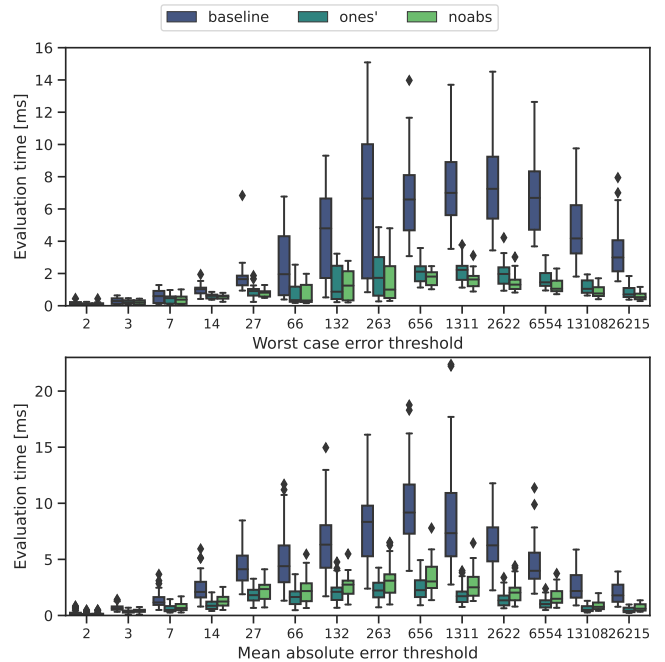 baseline ones' noabs
16
14
12
10
8
6
4
2
0
Evaluation time [ms]
2 3 7 14 27 66 132 263 656 1311 2622 6554 13108 26215
Worst case error threshold
20
15
10
5
0
Evaluation time [ms]
2 3 7 14 27 66 132 263 656 1311 2622 6554 13108 26215
Mean absolute error threshold